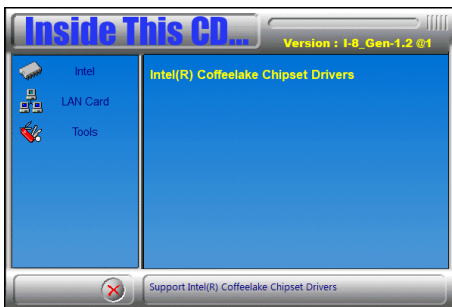 Inside This CD...
Version : I-8_Gen-1.2 @1
Intel
LAN Card
Tools
Intel(R) Coffeelake Chipset Drivers
Support Intel(R) Coffeelake Chipset Drivers